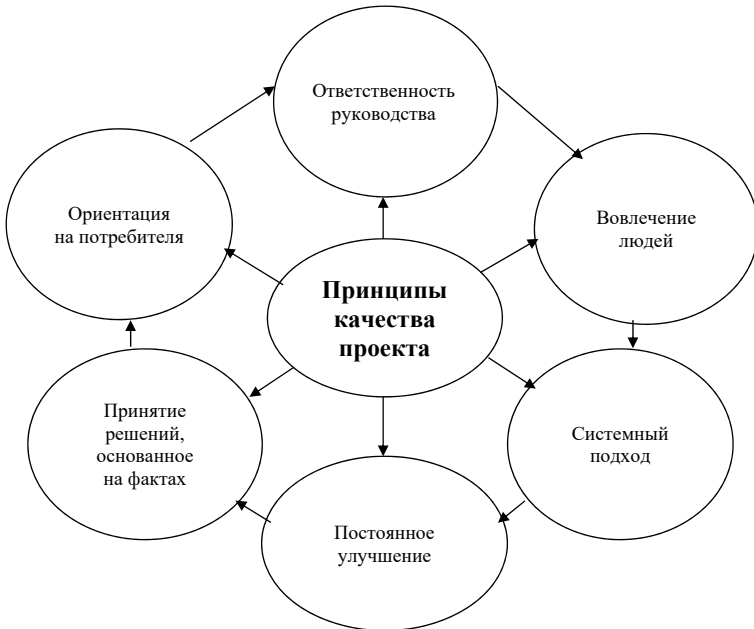 Ответственность
руководства
Ориентация
на потребителя
Вовлечение
людей
Принципы
качества
проекта
Принятие
решений,
основанное
на фактах
Системный
подход
Постоянное
улучшение